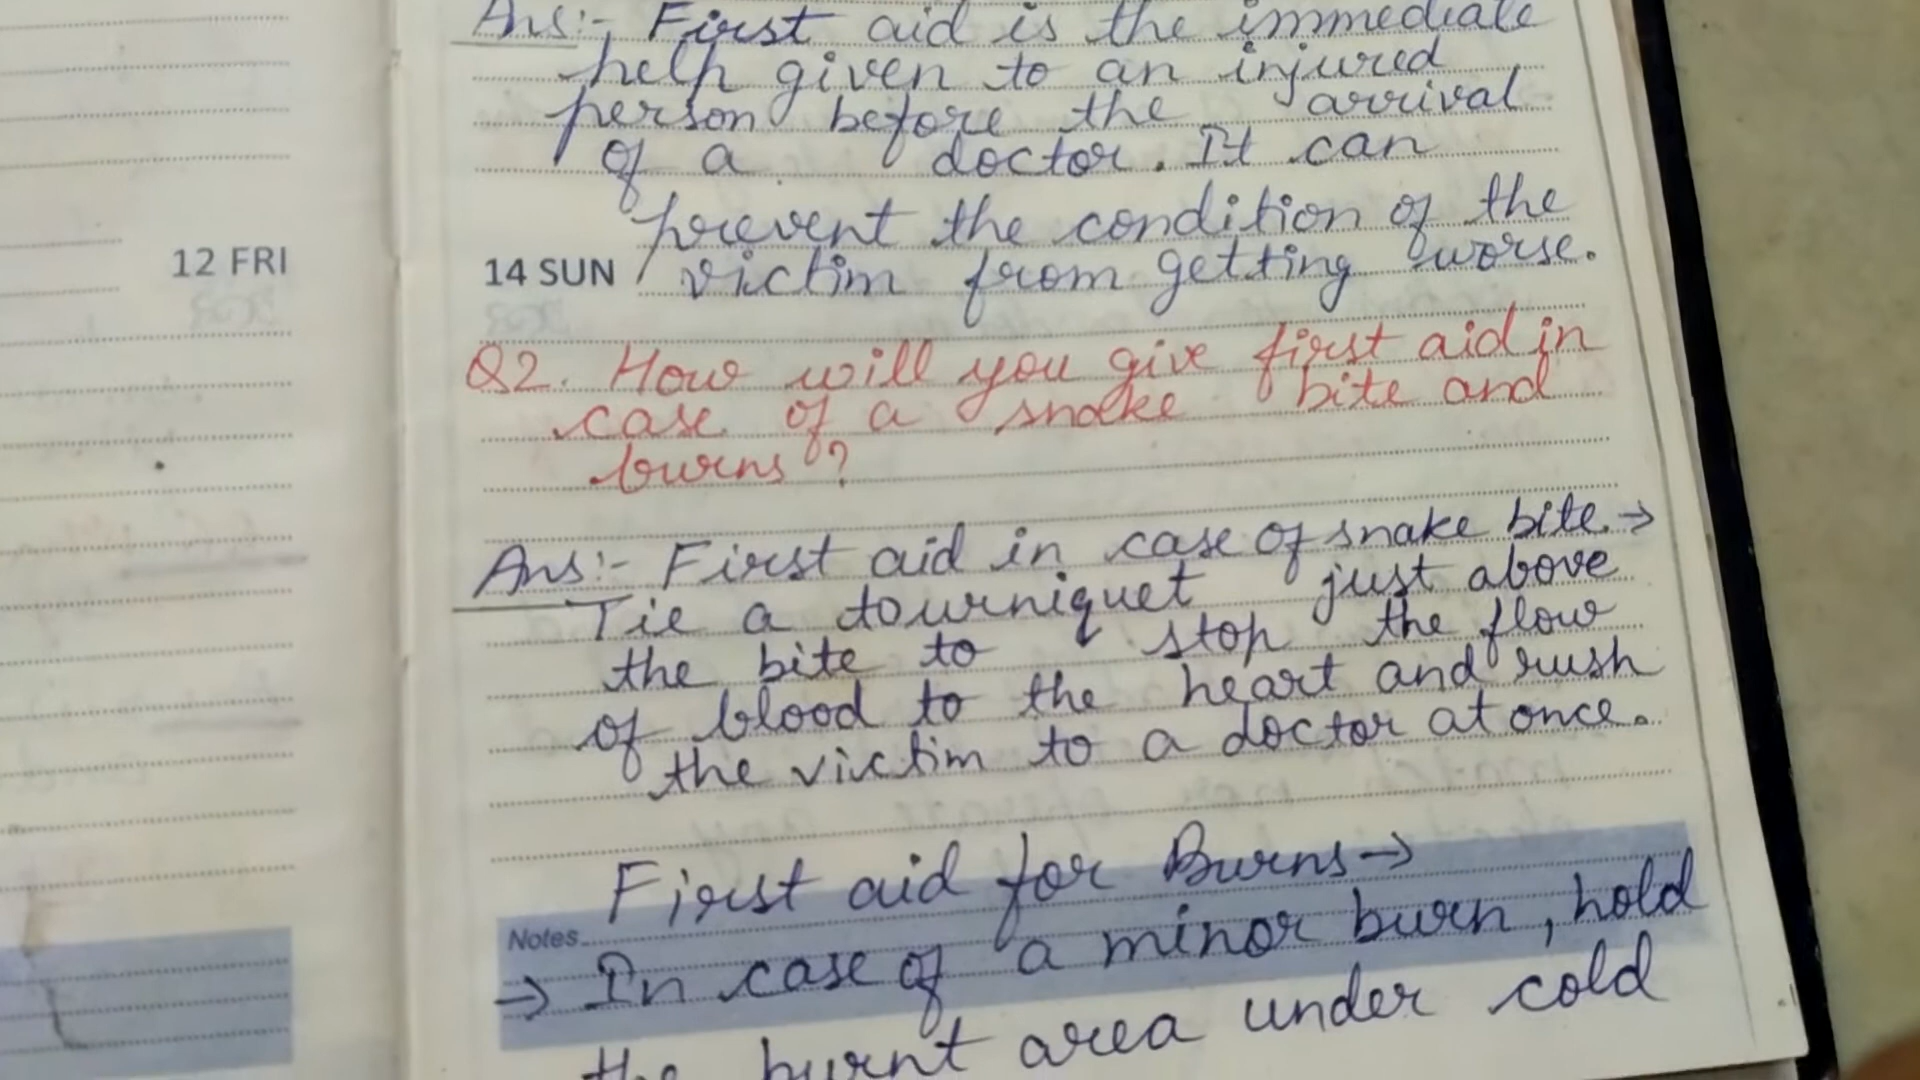 Ans:- First aid is the immediate
help given to an injured
person before the arrival
of a doctor. It can
prevent the condition of the
12 FRI
14 SUN
victim from getting worse.
Q2. How will you give first aid in
case of a snake bite and
burns?
Ans:- First aid in case of snake bite. →
Tie a tourniquet just above
the bite to stop the flow
of blood to the heart and rush
the victim to a doctor at once.
First aid for Burns →
Notes
→ In case of a minor burn, hold
the burnt area under cold